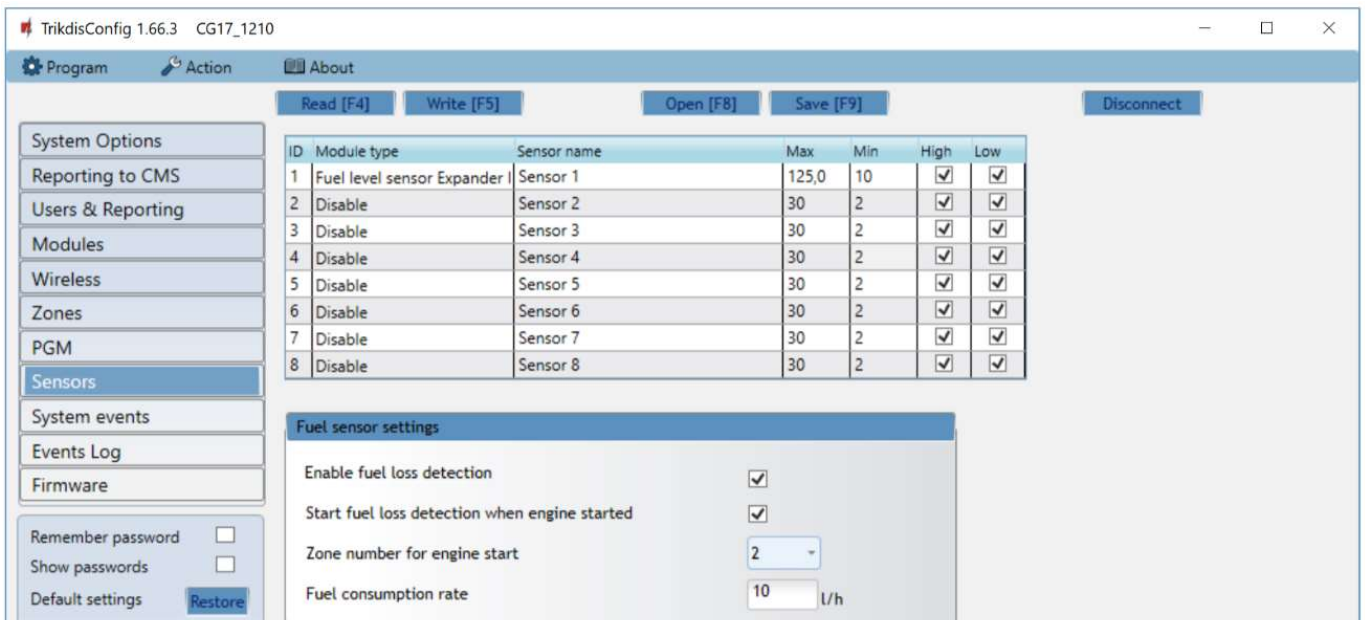 TrikdisConfig 1.66.3 CG17_1210
Program Action About
Read [F4] Write [F5] Open [F8] Save [F9] Disconnect
System Options
Reporting to CMS
Users & Reporting
Modules
Wireless
Zones
PGM
Sensors
System events
Events Log
Firmware
Remember password
Show passwords
Default settings Restore
ID Module type Sensor name Max Min High Low
1 Fuel level sensor Expander Sensor 1 125,0 10
2 Disable Sensor 2 30 2
3 Disable Sensor 3 30 2
4 Disable Sensor 4 30 2
5 Disable Sensor 5 30 2
6 Disable Sensor 6 30 2
7 Disable Sensor 7 30 2
8 Disable Sensor 8 30 2
Fuel sensor settings
Enable fuel loss detection
Start fuel loss detection when engine started
Zone number for engine start 2
Fuel consumption rate 10 l/h